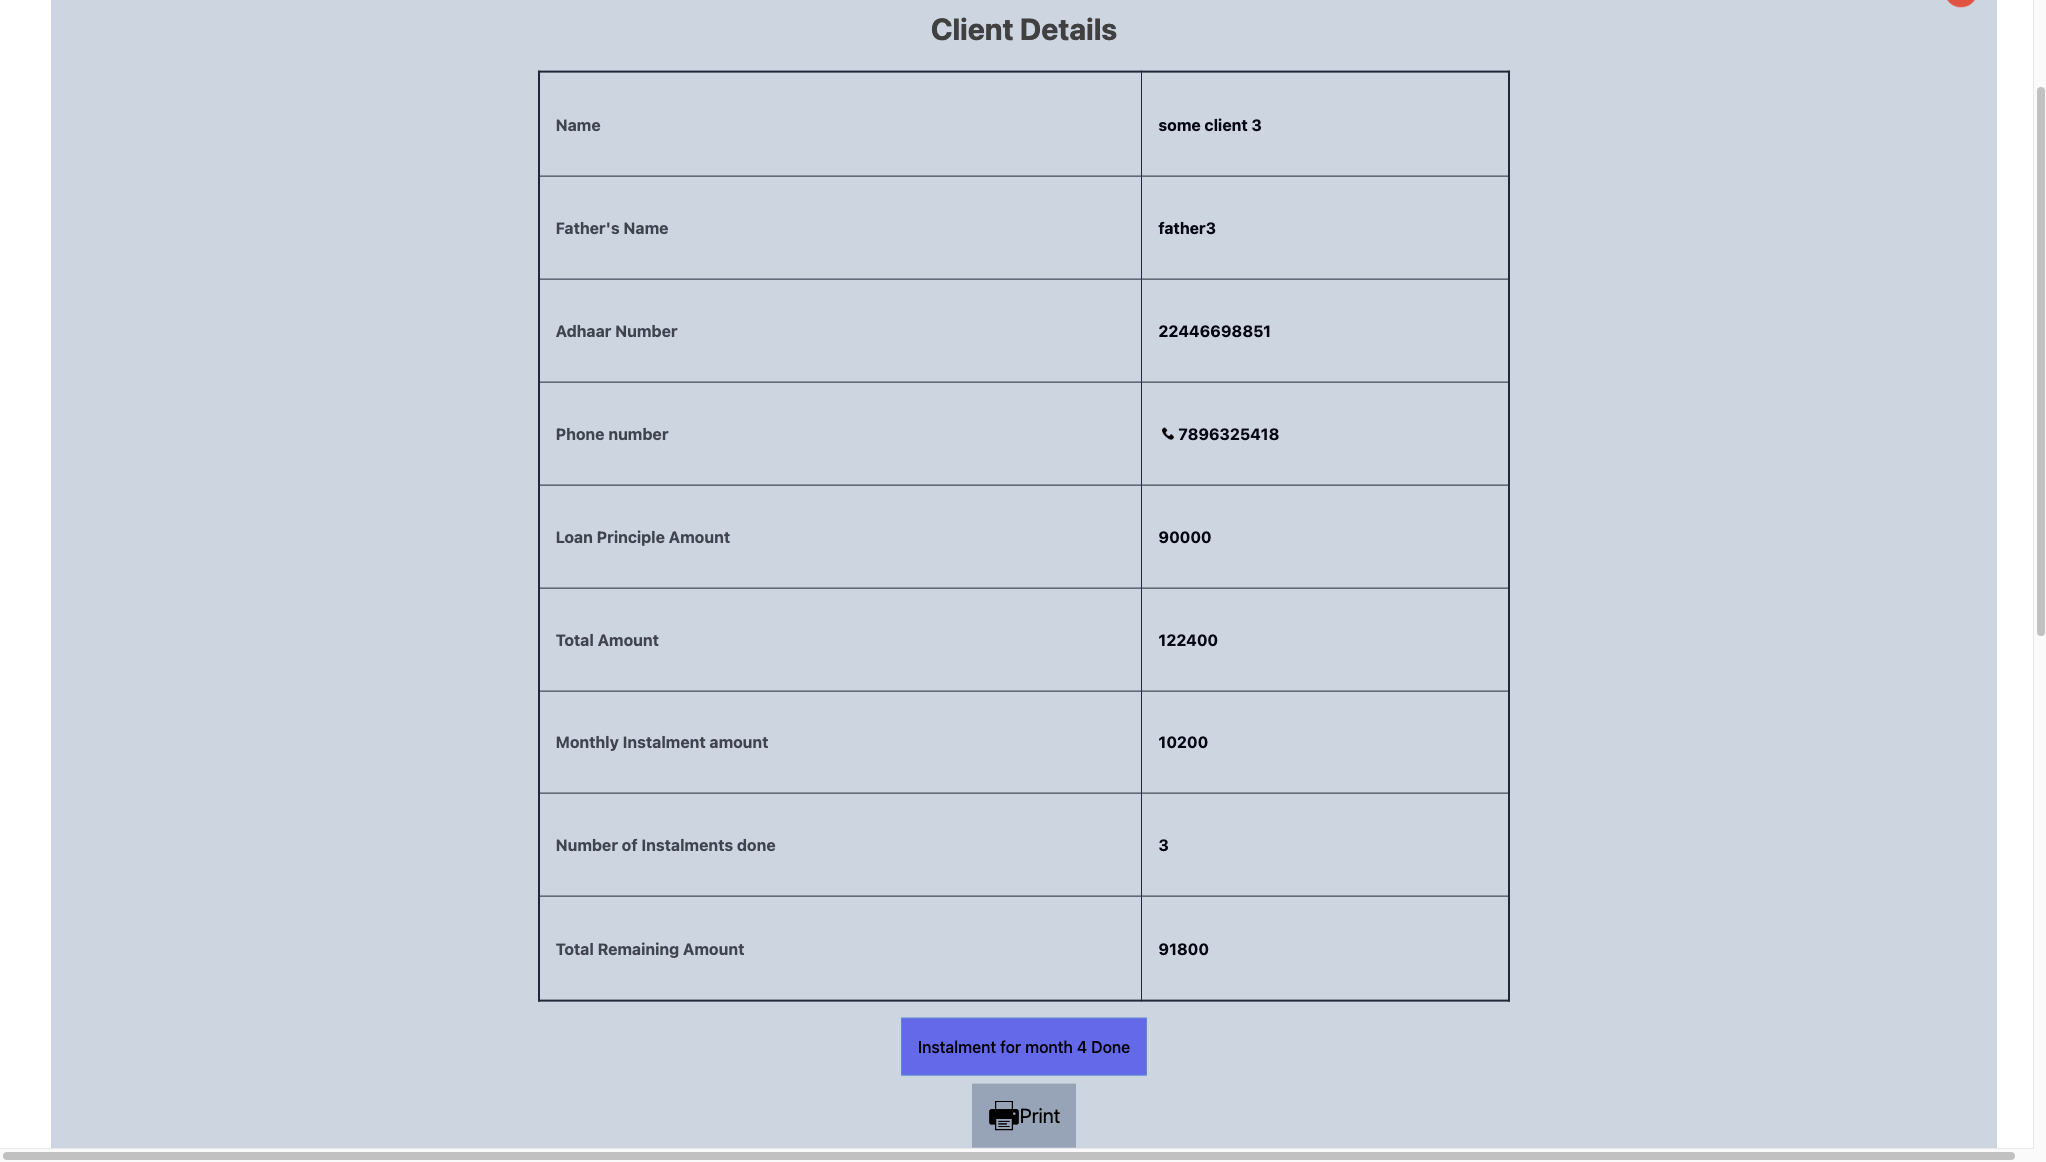 Client Details
Name some client 3
Father's Name father3
Adhaar Number 22446698851
Phone number 7896325418
Loan Principle Amount 90000
Total Amount 122400
Monthly Instalment amount 10200
Number of Instalments done 3
Total Remaining Amount 91800
Instalment for month 4 Done
Print